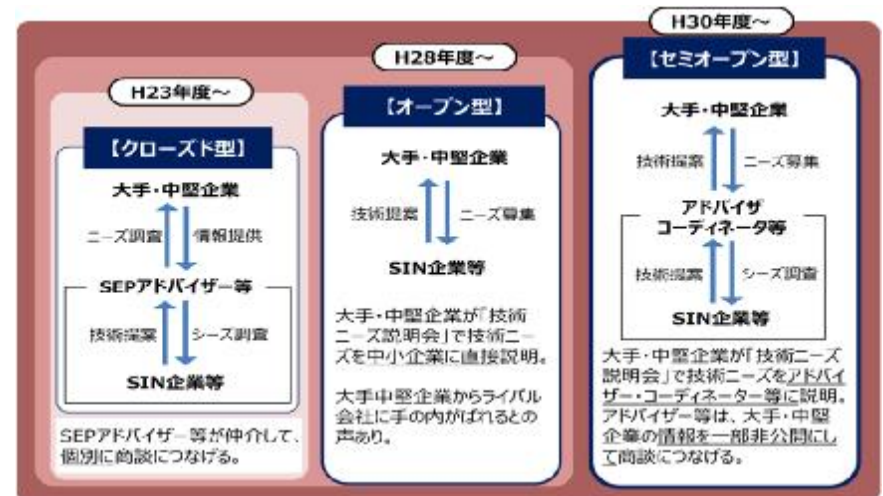 H23年度～
【クローズド型】
大手・中堅企業
ニーズ調査
情報提供
SEPアドバイザー等
技術提案
シーズ調査
SIN企業等
SEPアドバイザー等が仲介して、
個別に商談につなげる。
H28年度～
【オープン型】
大手・中堅企業
技術提案
ニーズ募集
SIN企業等
大手・中堅企業が「技術
ニーズ説明会」で技術ニー
ズを中小企業に直接説明。
大手中堅企業からライバル
会社に手の内がばれるとの
声あり。
H30年度～
【セミオープン型】
大手・中堅企業
技術提案
ニーズ募集
アドバイザ
コーディネータ等
技術提案
シーズ調査
SIN企業等
大手・中堅企業が「技術ニーズ
説明会」で技術ニーズをアドバイ
ザー・コーディネーター等に説明。
アドバイザー等は、大手・中堅
企業の情報を一部非公開にし
て商談につなげる。